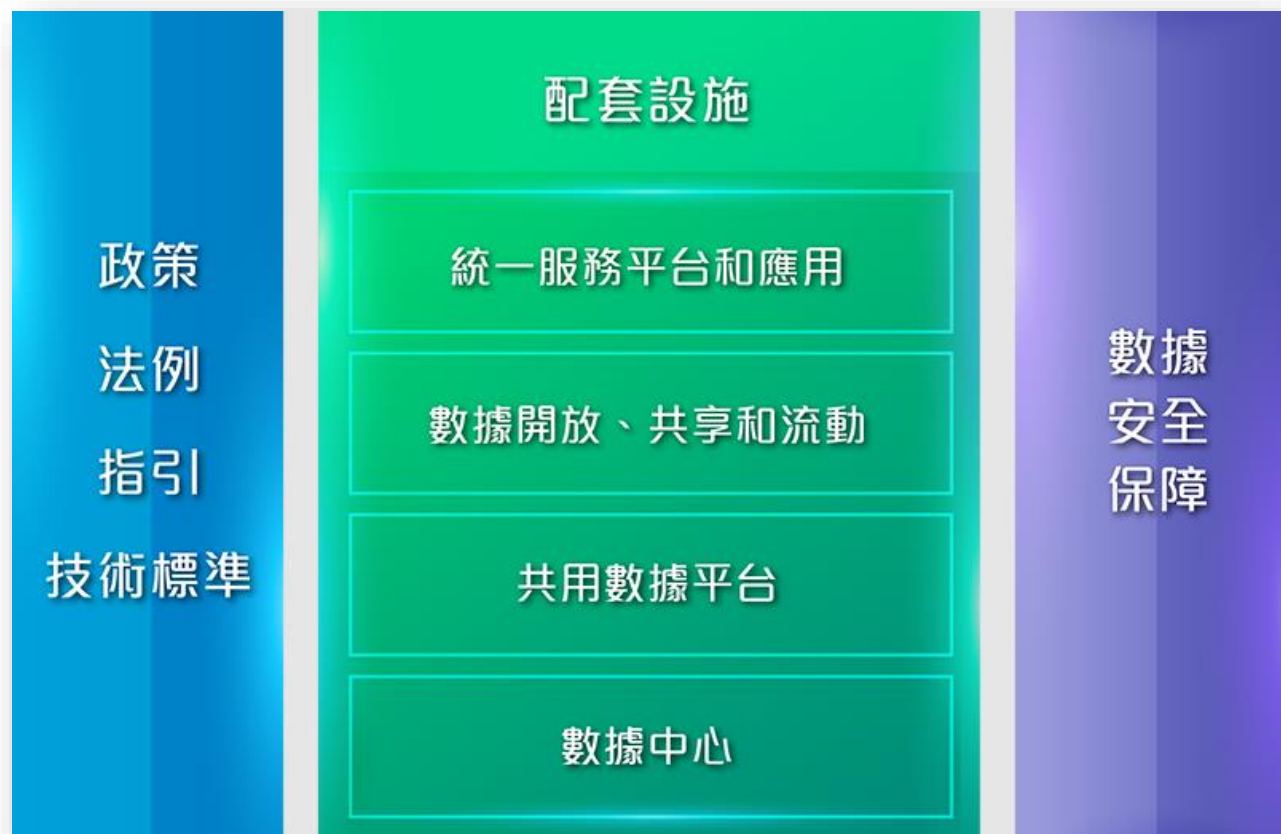 政策
法例
指引
技術標準
配套設施
統一服務平台和應用
數據開放、共享和流動
共用數據平台
數據中心
數據
安全
保障